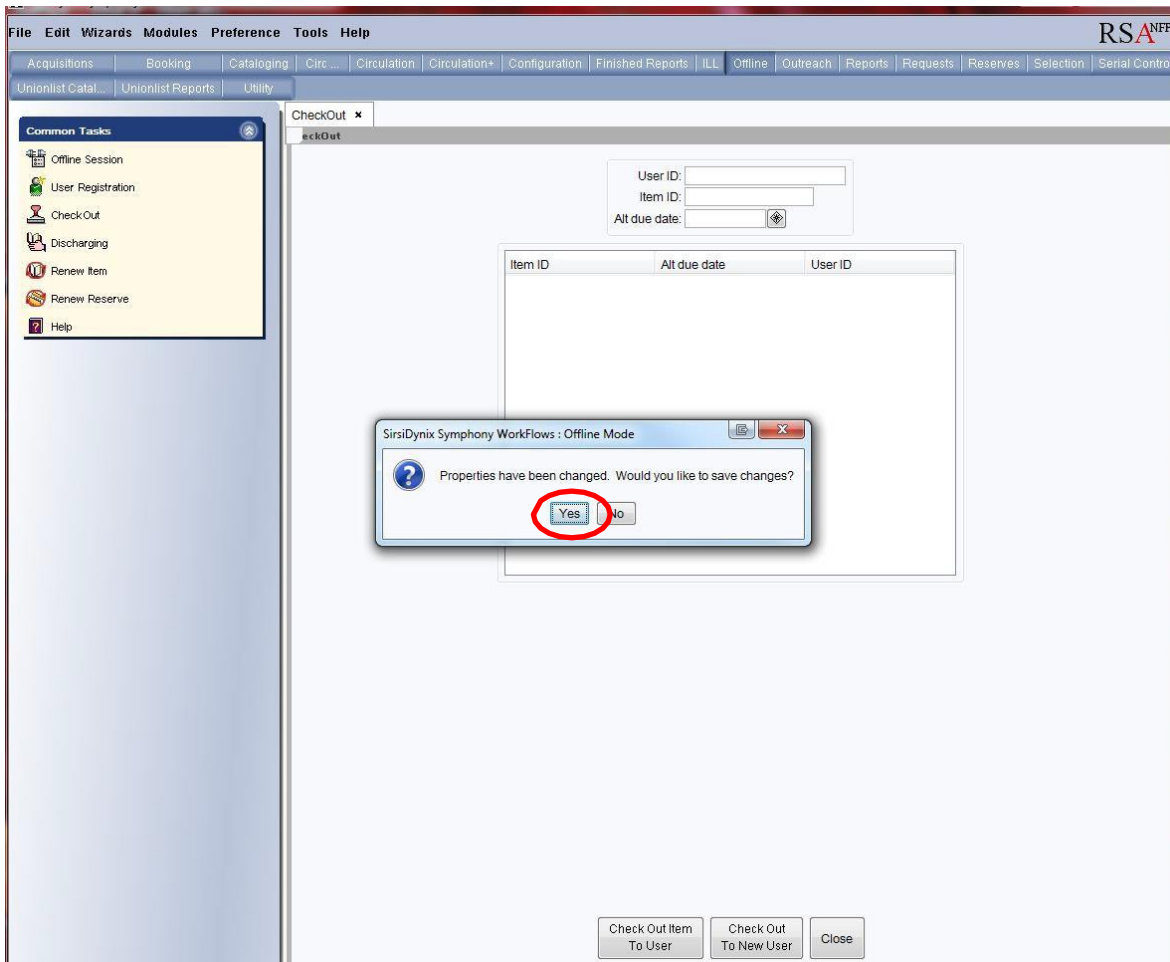 File Edit Wizards Modules Preference Tools Help
RSA NFP
Acquisitions Booking Cataloging Circ ... Circulation Circulation+ Configuration Finished Reports ILL Offline Outreach Reports Requests Reserves Selection Serial Contro
Unionlist Catal... Unionlist Reports Utility
CheckOut ×
eckOut
Common Tasks
Offline Session
User Registration
CheckOut
Discharging
Renew Item
Renew Reserve
Help
User ID:
Item ID:
Alt due date:
Item ID Alt due date User ID
SirsiDynix Symphony WorkFlows : Offline Mode
Properties have been changed. Would you like to save changes?
Yes No
Check Out Item To User
Check Out To New User
Close